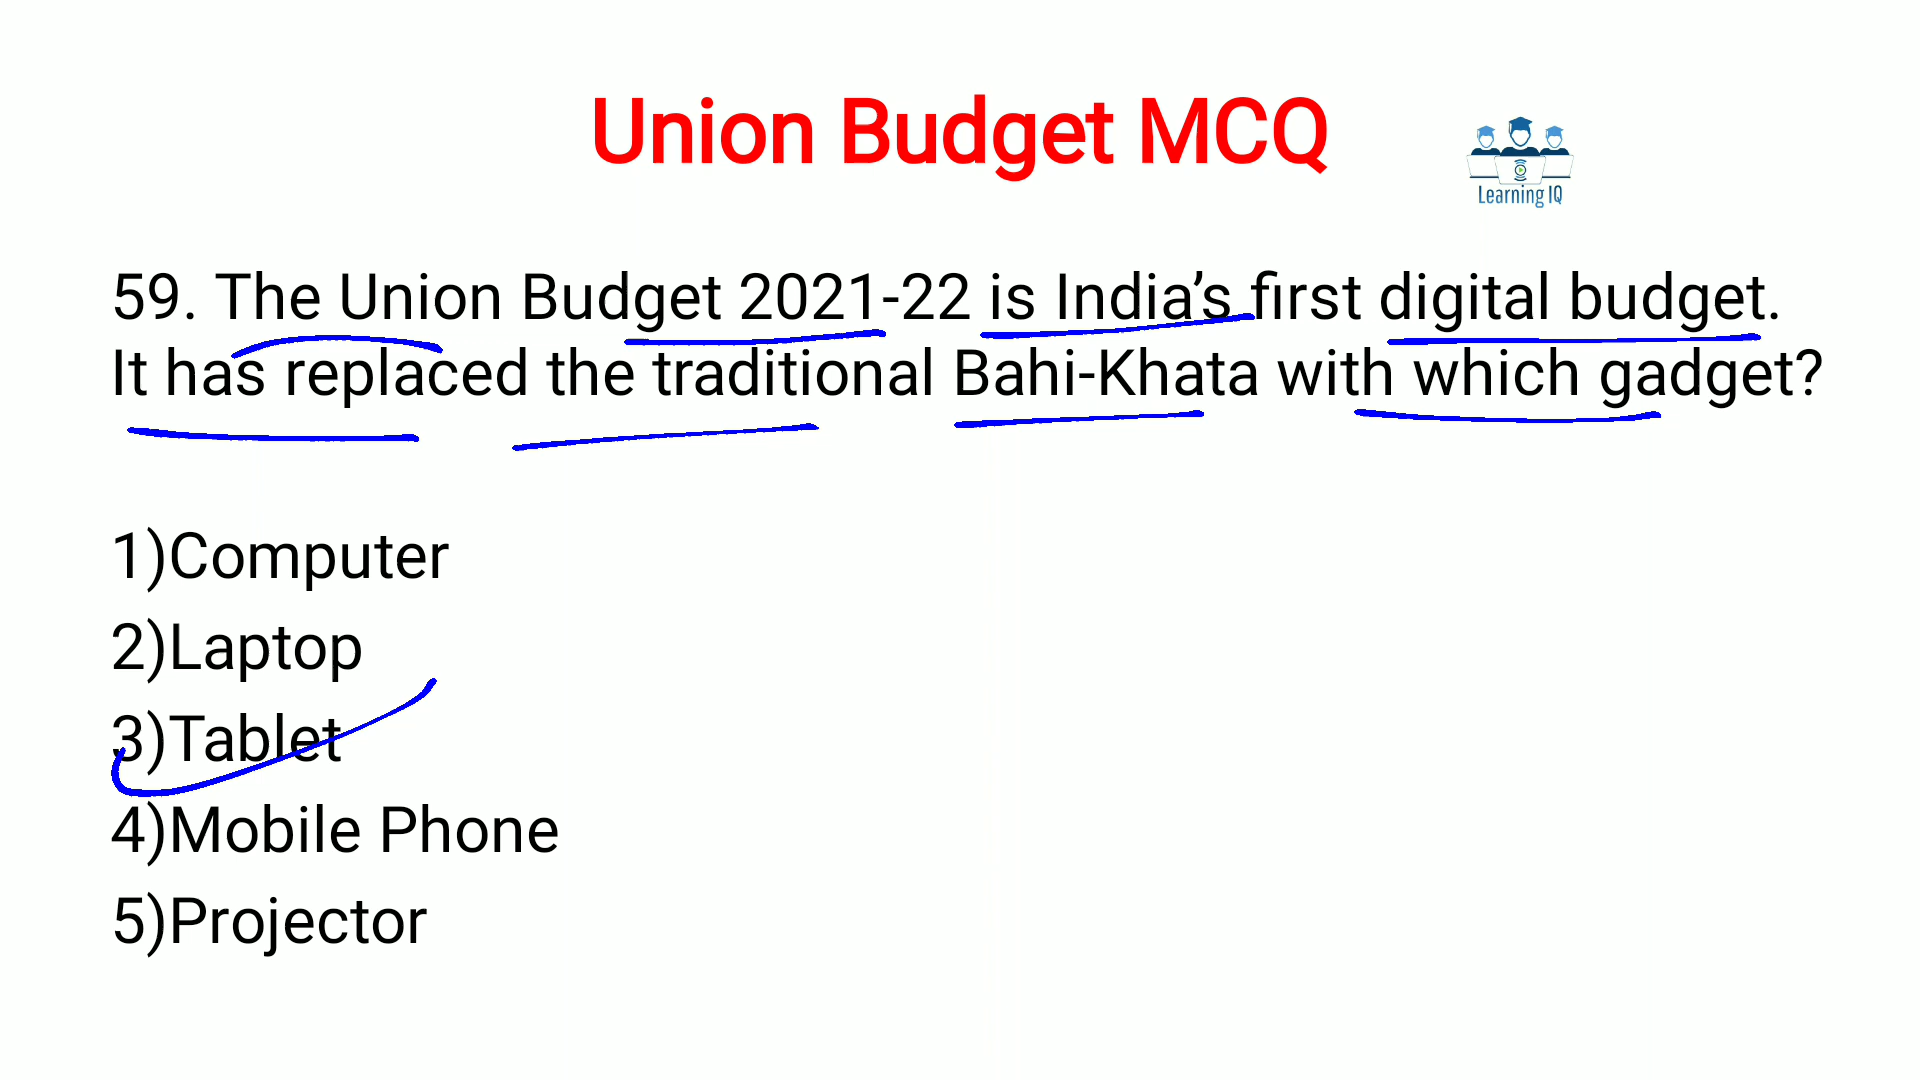 Union Budget MCQ
Learning IQ
59. The Union Budget 2021-22 is India’s first digital budget.
It has replaced the traditional Bahi-Khata with which gadget?
1)Computer
2)Laptop
3)Tablet
4)Mobile Phone
5)Projector